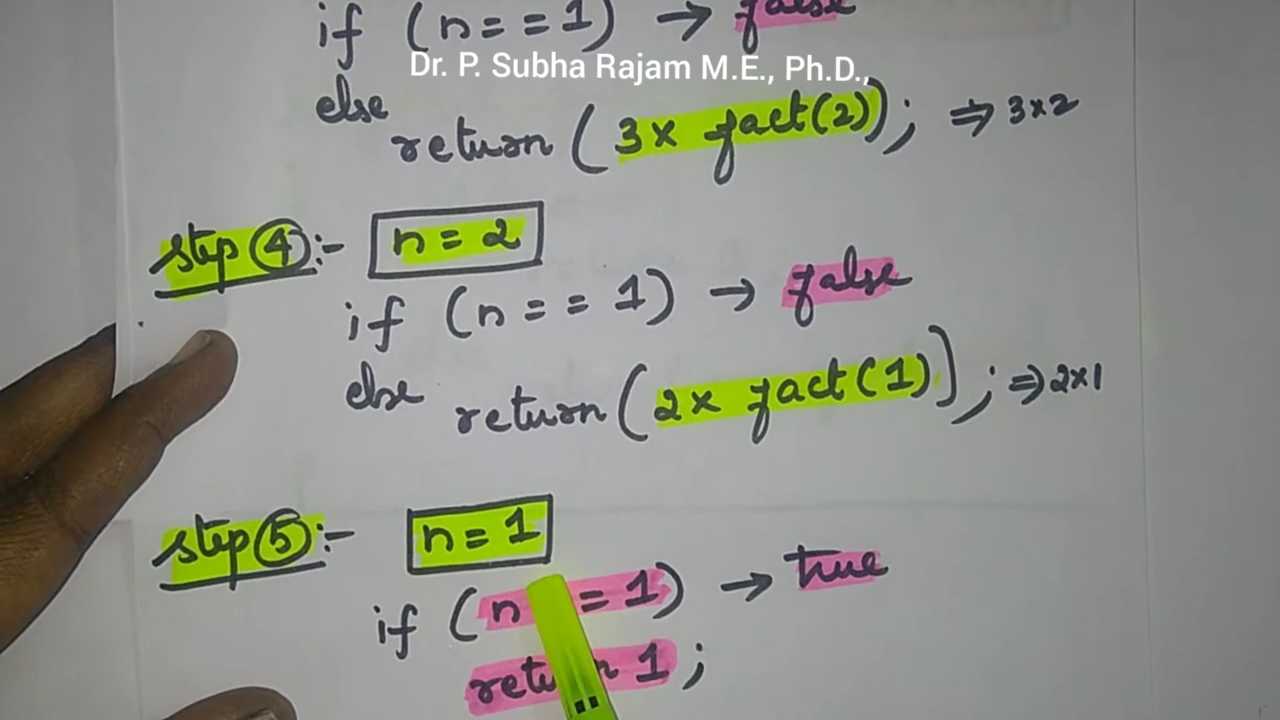 if (n==1) → false
Dr. P. Subha Rajam M.E., Ph.D.,
else
return (3x fact(2)); ⇒ 3x2
step ④:- n = 2
if (n==1) → false
else return (2x fact(1)); ⇒ 2x1
step ⑤:- n = 1
if (n = 1) → true
return 1;